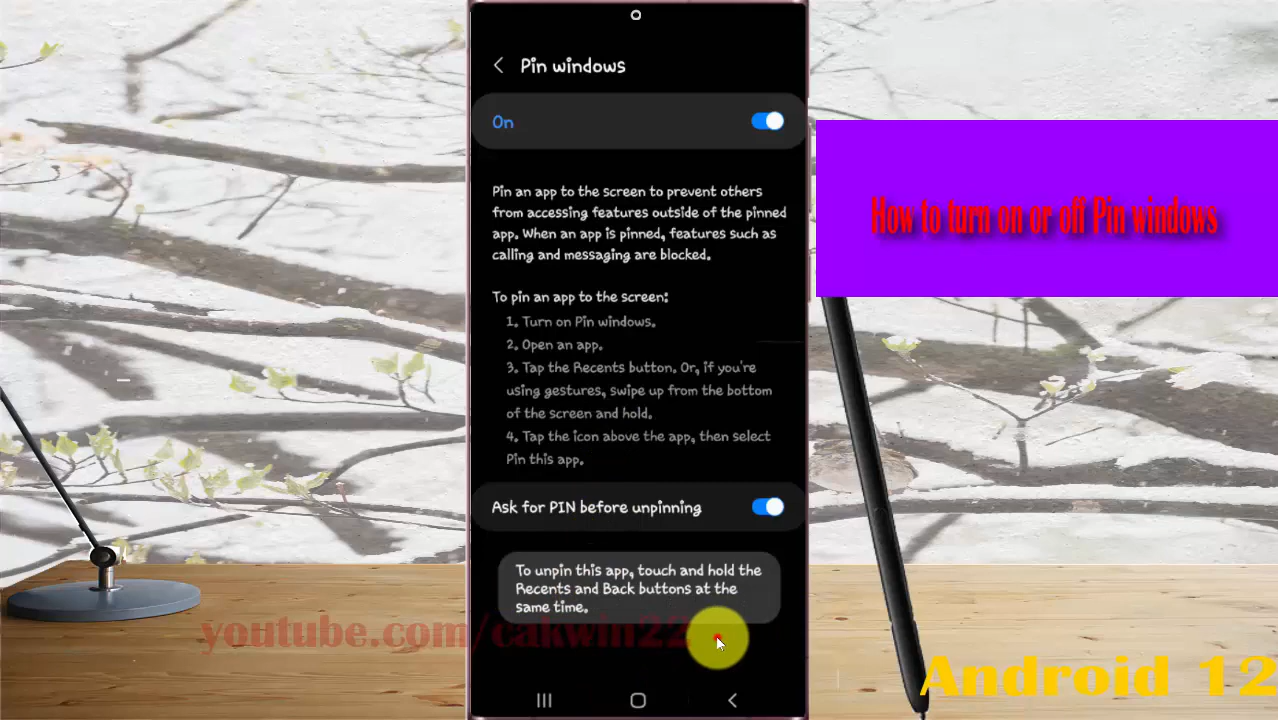 Pin windows
On
How to turn on or off Pin windows
Pin an app to the screen to prevent others
from accessing features outside of the pinned
app. When an app is pinned, features such as
calling and messaging are blocked.
To pin an app to the screen:
1. Turn on Pin windows.
2. Open an app.
3. Tap the Recents button. Or, if you're
using gestures, swipe up from the bottom
of the screen and hold.
4. Tap the icon above the app, then select
Pin this app.
Ask for PIN before unpinning
To unpin this app, touch and hold the
Recents and Back buttons at the
same time.
youtube.com/cakwin22
Android 12